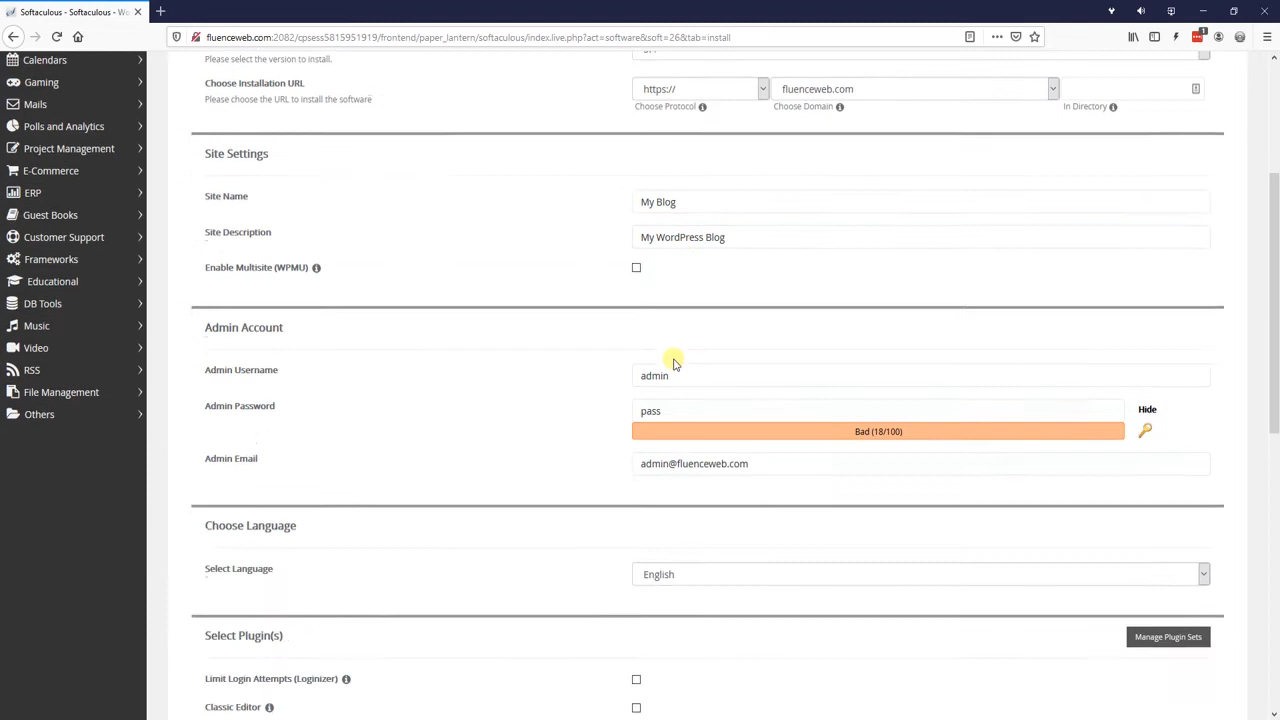 Softaculous - Softaculous - Wo
fluenceweb.com:2082/cpsess5815951919/frontend/paper_lantern/softaculous/index.live.php?act=software&soft=26&tab=install
Calendars
Gaming
Mails
Polls and Analytics
Project Management
E-Commerce
ERP
Guest Books
Customer Support
Frameworks
Educational
DB Tools
Music
Video
RSS
File Management
Others
Please select the version to install.
Choose Installation URL
Please choose the URL to install the software
https://
fluenceweb.com
Choose Protocol
Choose Domain
In Directory
Site Settings
Site Name
My Blog
Site Description
My WordPress Blog
Enable Multisite (WPMU)
Admin Account
Admin Username
admin
Admin Password
pass
Hide
Bad (18/100)
Admin Email
admin@fluenceweb.com
Choose Language
Select Language
English
Select Plugin(s)
Manage Plugin Sets
Limit Login Attempts (Loginizer)
Classic Editor